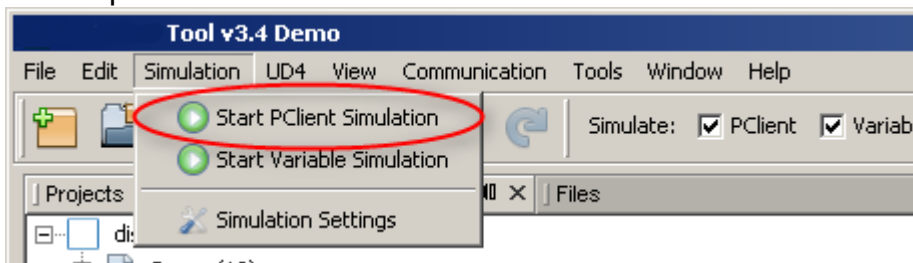 Tool v3.4 Demo
File Edit Simulation UD4 View Communication Tools Window Help
Start PClient Simulation
Simulate: PClient
Start Variable Simulation
Projects
Files
Simulation Settings